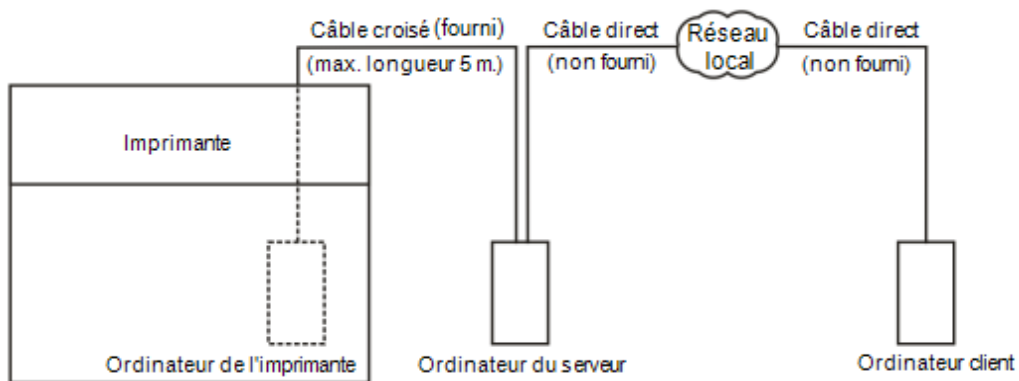 Câble croisé (fourni)
(max. longueur 5 m.)
Câble direct
(non fourni)
Réseau
local
Câble direct
(non fourni)
Imprimante
Ordinateur de l'imprimante
Ordinateur du serveur
Ordinateur client